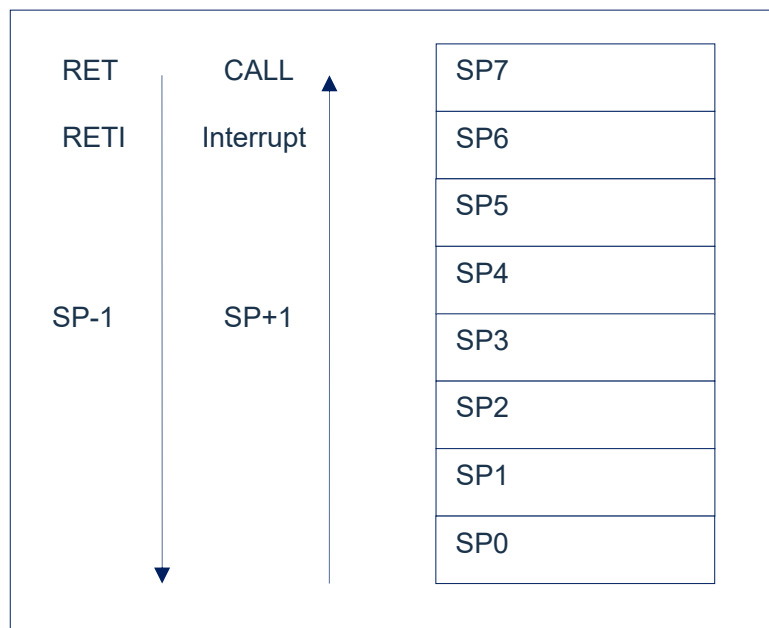 RET CALL SP7
RETI Interrupt SP6
SP5
SP4
SP-1 SP+1
SP3
SP2
SP1
SP0